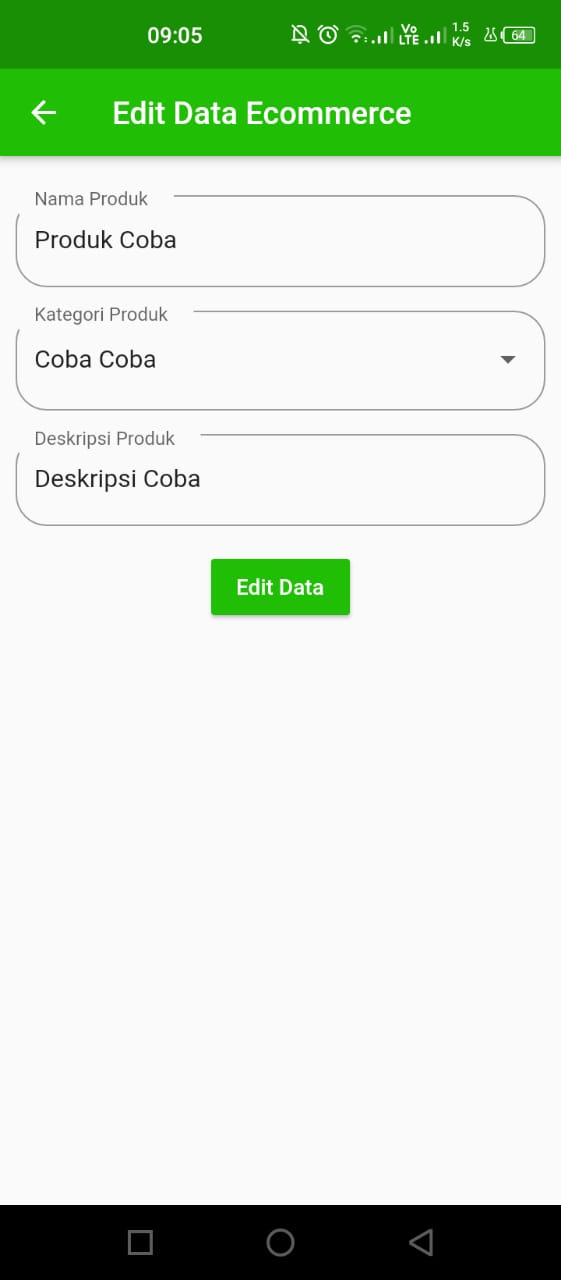 09:05 Vo LTE 1.5 K/s 64
Edit Data Ecommerce
Nama Produk
Produk Coba
Kategori Produk
Coba Coba
Deskripsi Produk
Deskripsi Coba
Edit Data